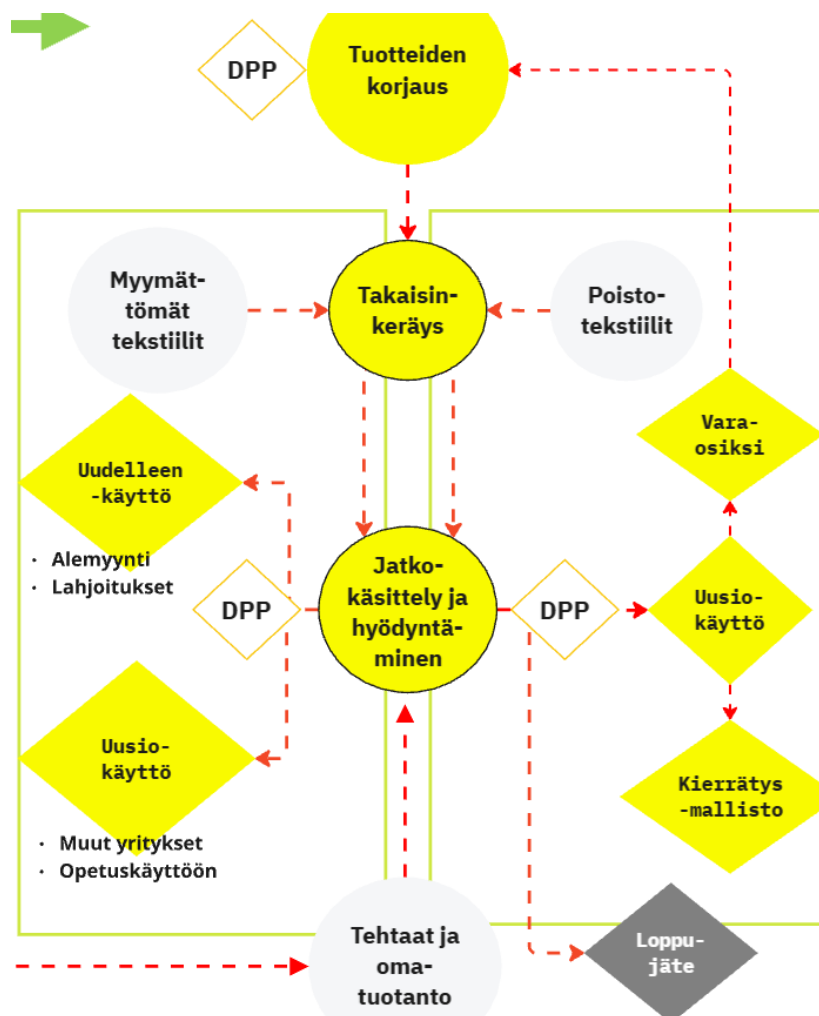 DPP
Tuotteiden
korjaus
Myymät-
tömät
tekstiilit
Takaisin-
keräys
Poisto-
tekstiilit
Vara-
osiksi
Uudelleen
-käyttö
· Alemyynti
· Lahjoitukset
DPP
Jatko-
käsittely ja
hyödyntä-
minen
DPP
Uusio-
käyttö
Uusio-
käyttö
· Muut yritykset
· Opetuskäyttöön
Kierrätys
-mallisto
Tehtaat ja
oma-
tuotanto
Loppu-
jäte